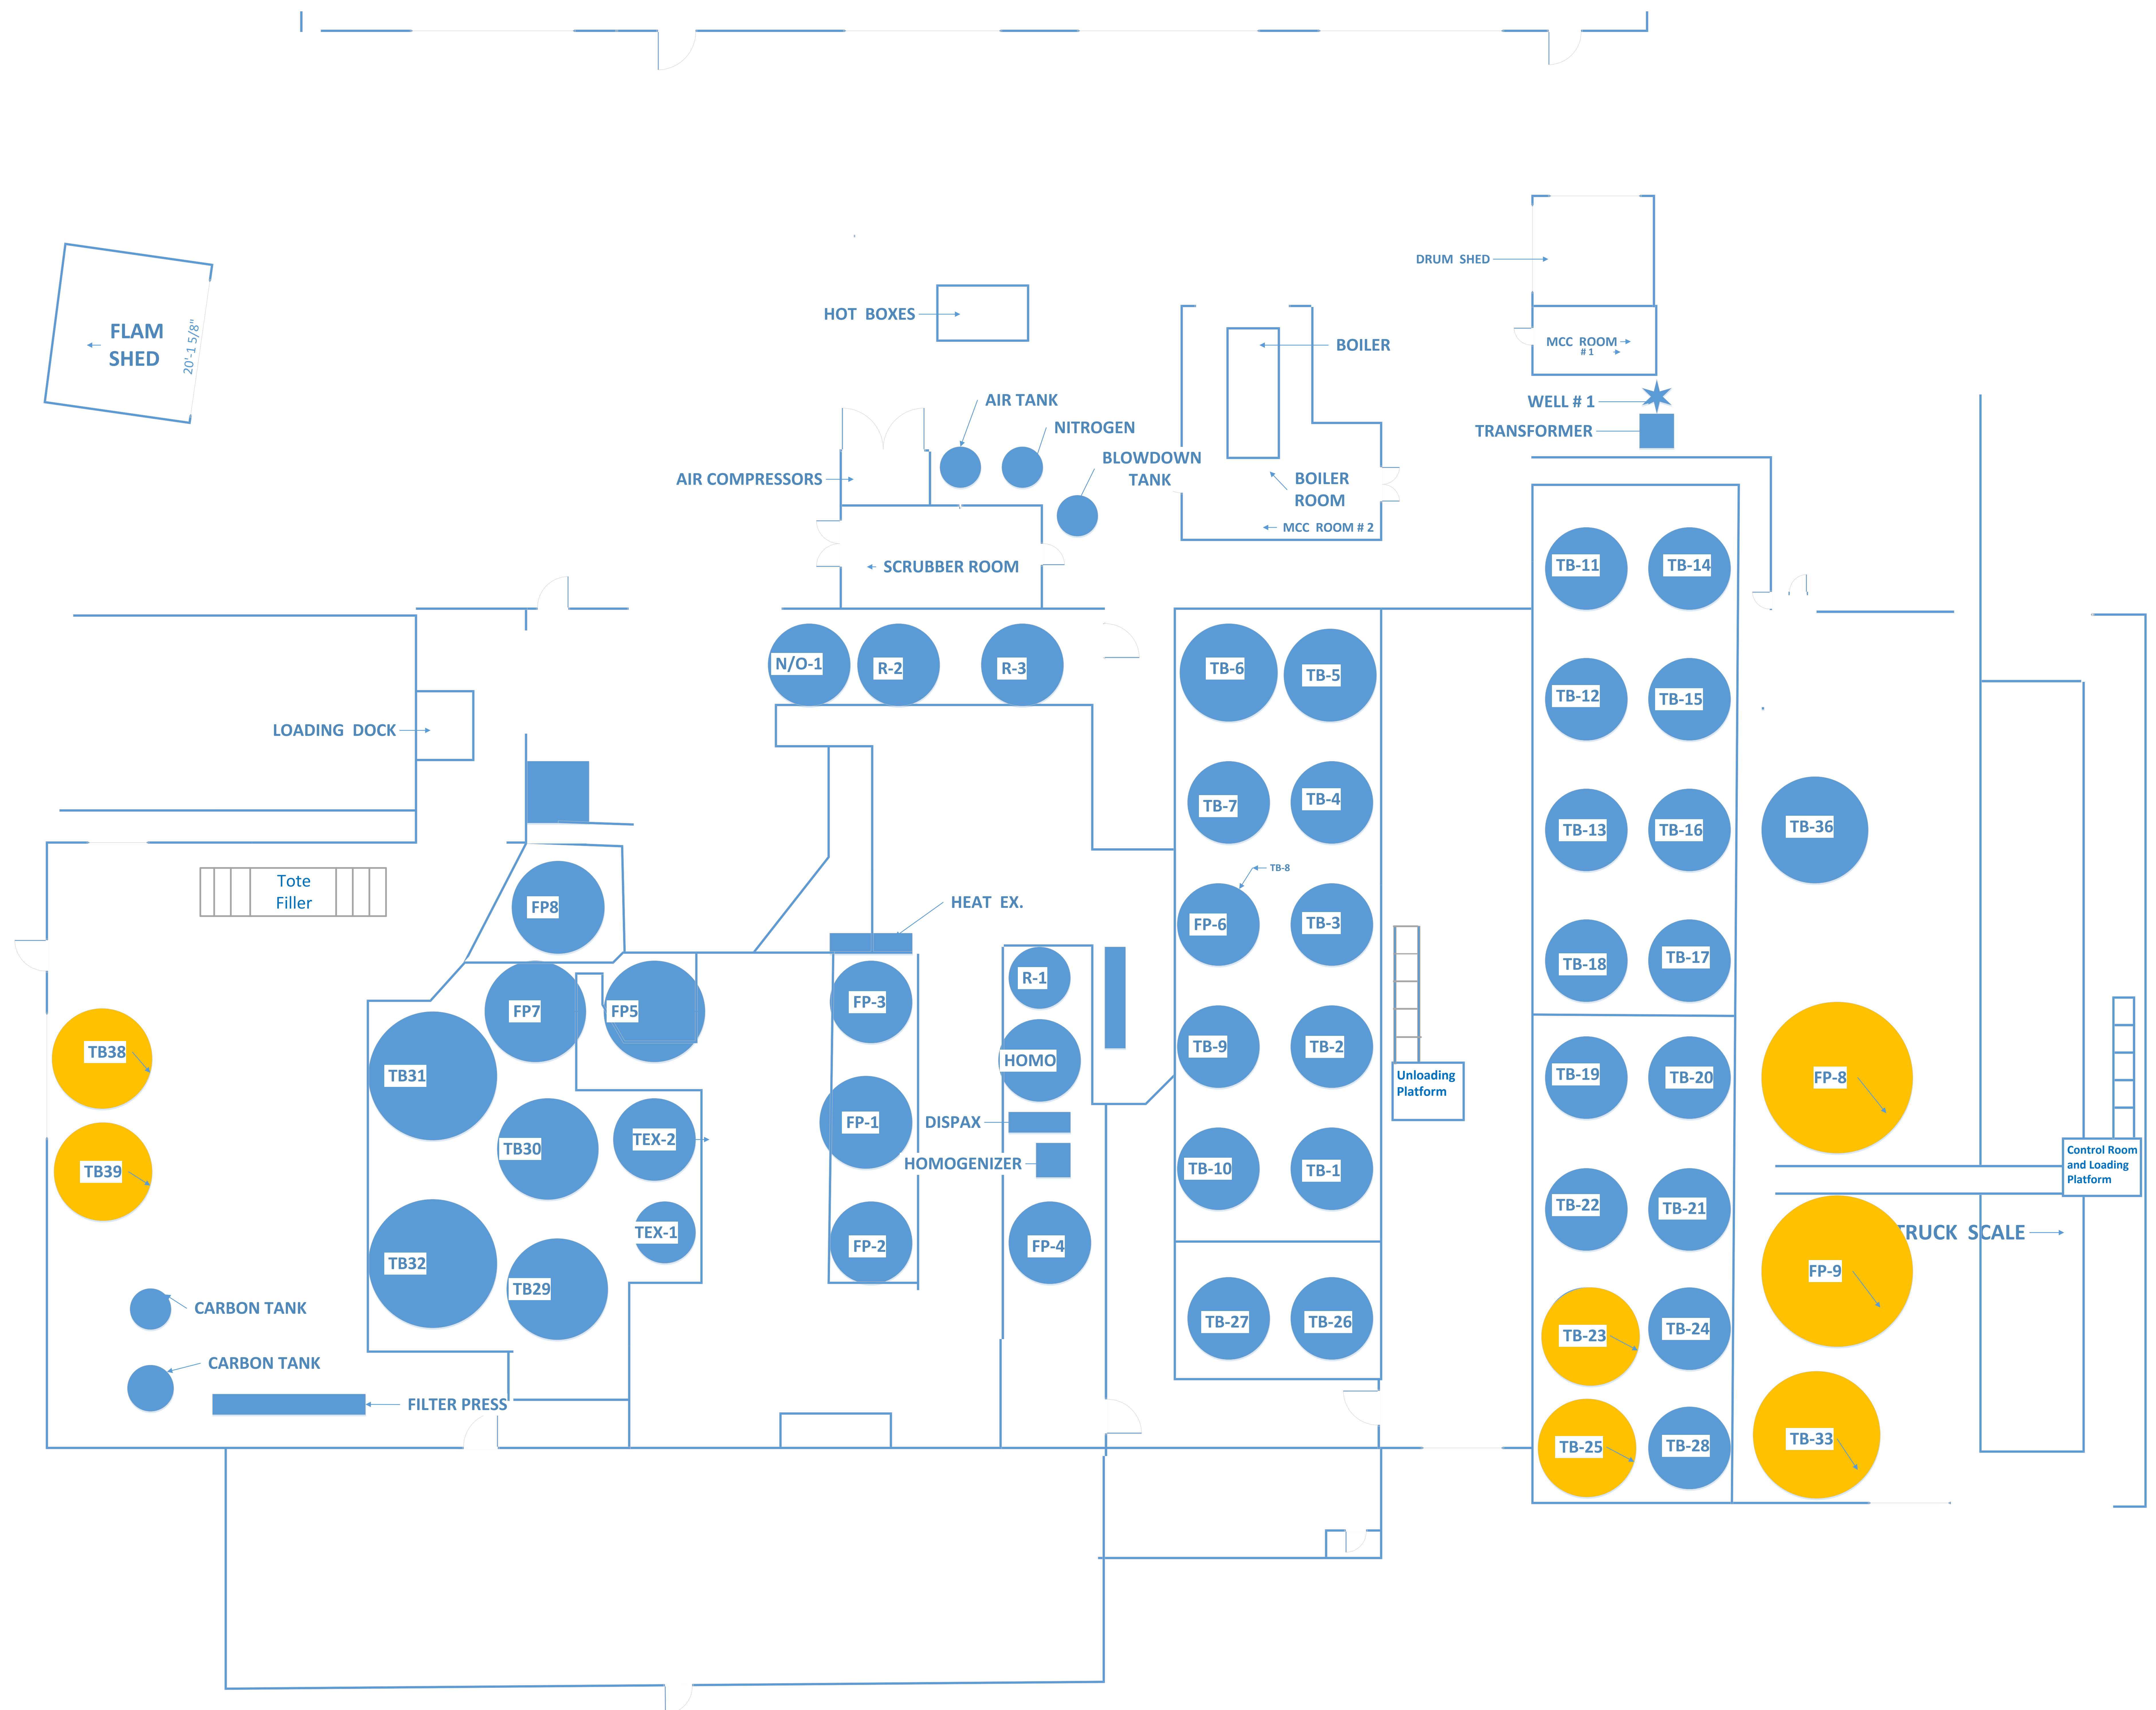 DRUM SHED
FLAM
SHED
20'-1 5/8"
HOT BOXES
BOILER
MCC ROOM
# 1
AIR TANK
WELL # 1
NITROGEN
TRANSFORMER
BLOWDOWN
TANK
AIR COMPRESSORS
BOILER
ROOM
MCC ROOM # 2
SCRUBBER ROOM
TB-11
TB-14
N/O-1
R-2
R-3
TB-6
TB-5
TB-12
TB-15
LOADING DOCK
TB-7
TB-4
TB-13
TB-16
TB-36
TB-8
Tote
Filler
FP8
HEAT EX.
FP-6
TB-3
TB-18
TB-17
R-1
FP-3
FP7
FP5
TB38
TB31
HOMO
TB-9
TB-2
Unloading
Platform
TB-19
TB-20
FP-8
TB39
TB30
TEX-2
FP-1
DISPAX
HOMOGENIZER
TB-10
TB-1
Control Room
and Loading
Platform
TB-22
TB-21
TEX-1
FP-2
FP-4
TRUCK SCALE
TB32
TB29
FP-9
CARBON TANK
TB-27
TB-26
TB-23
TB-24
CARBON TANK
FILTER PRESS
TB-25
TB-28
TB-33